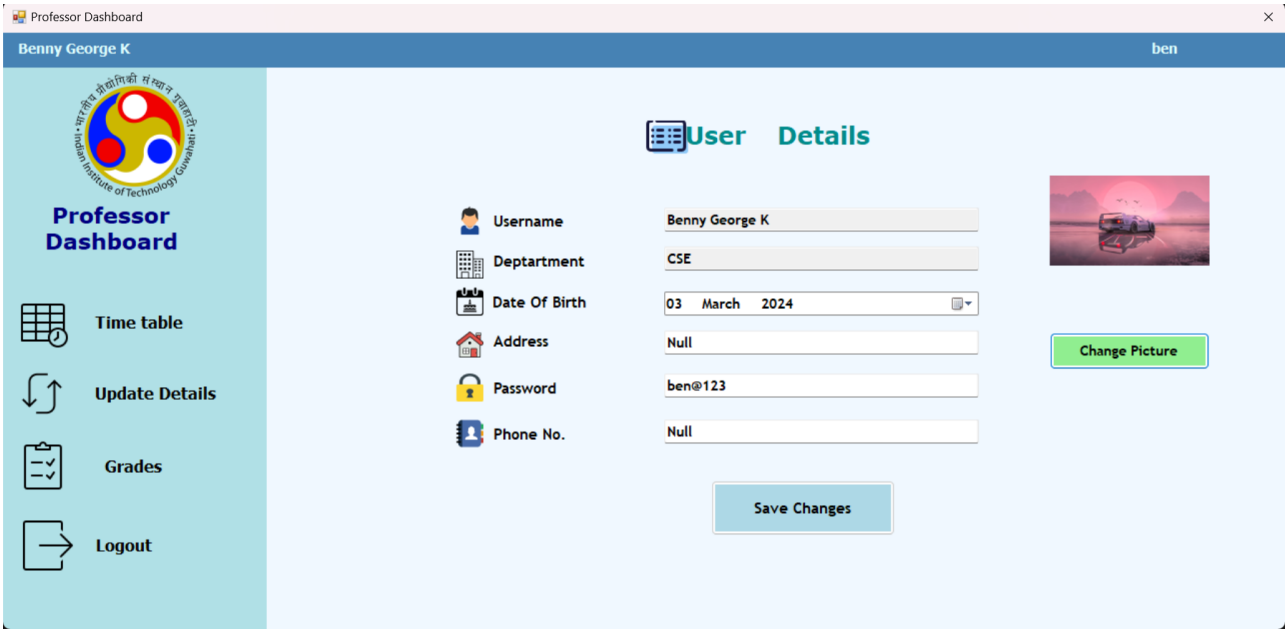 Professor Dashboard
Benny George K
ben
भारतीय प्रौद्योगिकी संस्थान गुवाहाटी
Indian Institute of Technology Guwahati
Professor
Dashboard
Time table
Update Details
Grades
Logout
User Details
Username
Benny George K
Deptartment
CSE
Date Of Birth
03 March 2024
Address
Null
Password
ben@123
Phone No.
Null
Change Picture
Save Changes